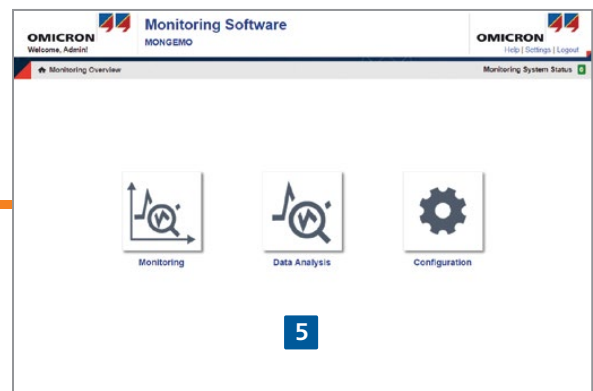 OMICRON
Welcome, Admin!
Monitoring Software
MONGEMO
OMICRON
Help | Settings | Logout
Monitoring Overview
Monitoring System Status
Monitoring
Data Analysis
Configuration
5